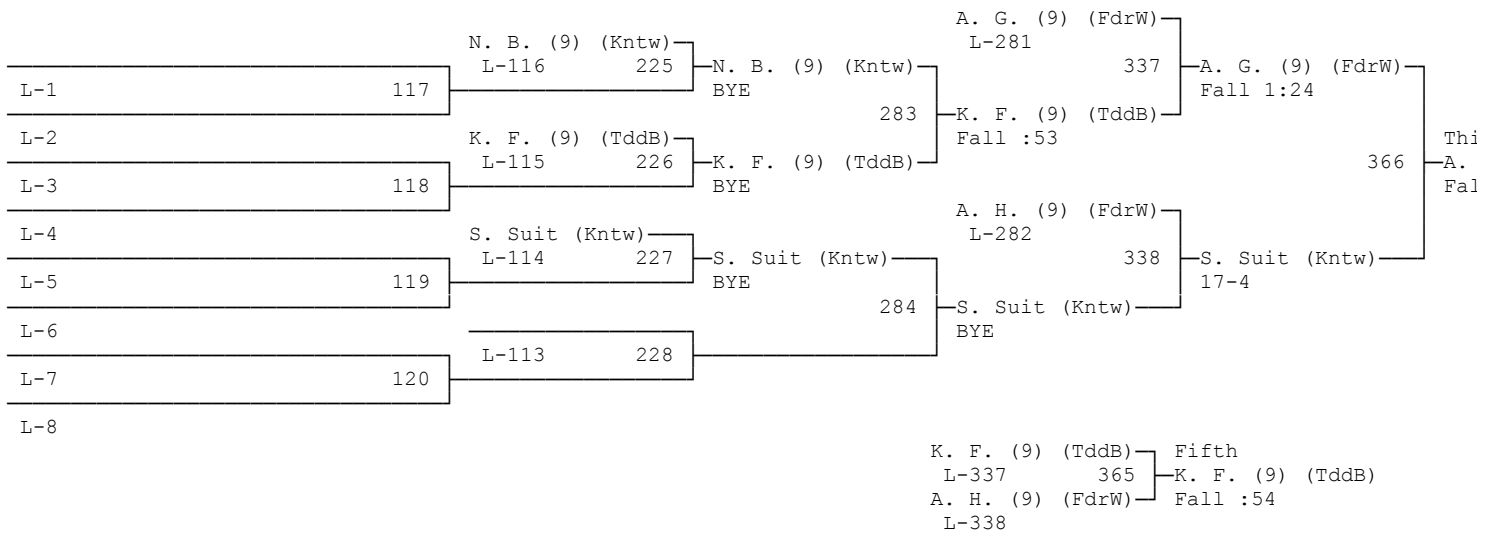 A. G. (9) (FdrW)
N. B. (9) (Kntw) L-281
L-116 225 N. B. (9) (Kntw) 337 A. G. (9) (FdrW)
L-1 117 BYE Fall 1:24
283 K. F. (9) (TddB)
L-2 K. F. (9) (TddB) Fall :53 Thi
L-115 226 K. F. (9) (TddB) 366 A.
L-3 118 BYE Fal
A. H. (9) (FdrW)
L-4 S. Suit (Kntw) L-282
L-114 227 S. Suit (Kntw) 338 S. Suit (Kntw)
L-5 119 BYE 17-4
284 S. Suit (Kntw)
L-6 BYE
L-113 228
L-7 120
L-8
K. F. (9) (TddB) Fifth
L-337 365 K. F. (9) (TddB)
A. H. (9) (FdrW) Fall :54
L-338